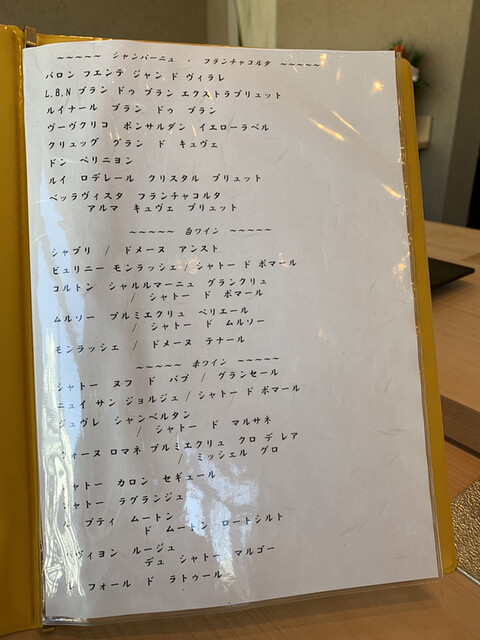 ~~~~~ シャンパーニュ ・ フランチャコルタ ~~~~~
バロン フエンテ ジャン ド ヴィラレ
L.B.N ブラン ドゥ ブラン エクストラブリュット
ルイナール ブラン ドゥ ブラン
ヴーヴクリコ ポンサルダン イエローラベル
クリュッグ グラン ド キュヴェ
ドン ペリニヨン
ルイ ロデレール クリスタル ブリュット
ベッラヴィスタ フランチャコルタ
アルマ キュヴェ ブリュット
~~~~~ 白ワイン ~~~~~
シャブリ / ドメーヌ アンスト
ピュリニー モンラッシェ / シャトー ド ポマール
コルトン シャルルマーニュ グランクリュ
/ シャトー ド ポマール
ムルソー プルミエクリュ ペリエール
/ シャトー ド ムルソー
モンラッシェ / ドメーヌ テナール
~~~~~ 赤ワイン ~~~~~
シャトー ヌフ ド パプ / グランセール
ニュイ サン ジョルジュ / シャトー ド ポマール
ジュヴレ シャンベルタン
/ シャトー ド マルサネ
ヴォーヌ ロマネ プルミエクリュ クロ デ レア
/ ミッシェル グロ
シャトー カロン セギュール
シャトー ラグランジュ
プティ ムートン
ド ムートン ロートシルト
パヴィヨン ルージュ
デュ シャトー マルゴー
フォール ド ラトゥール